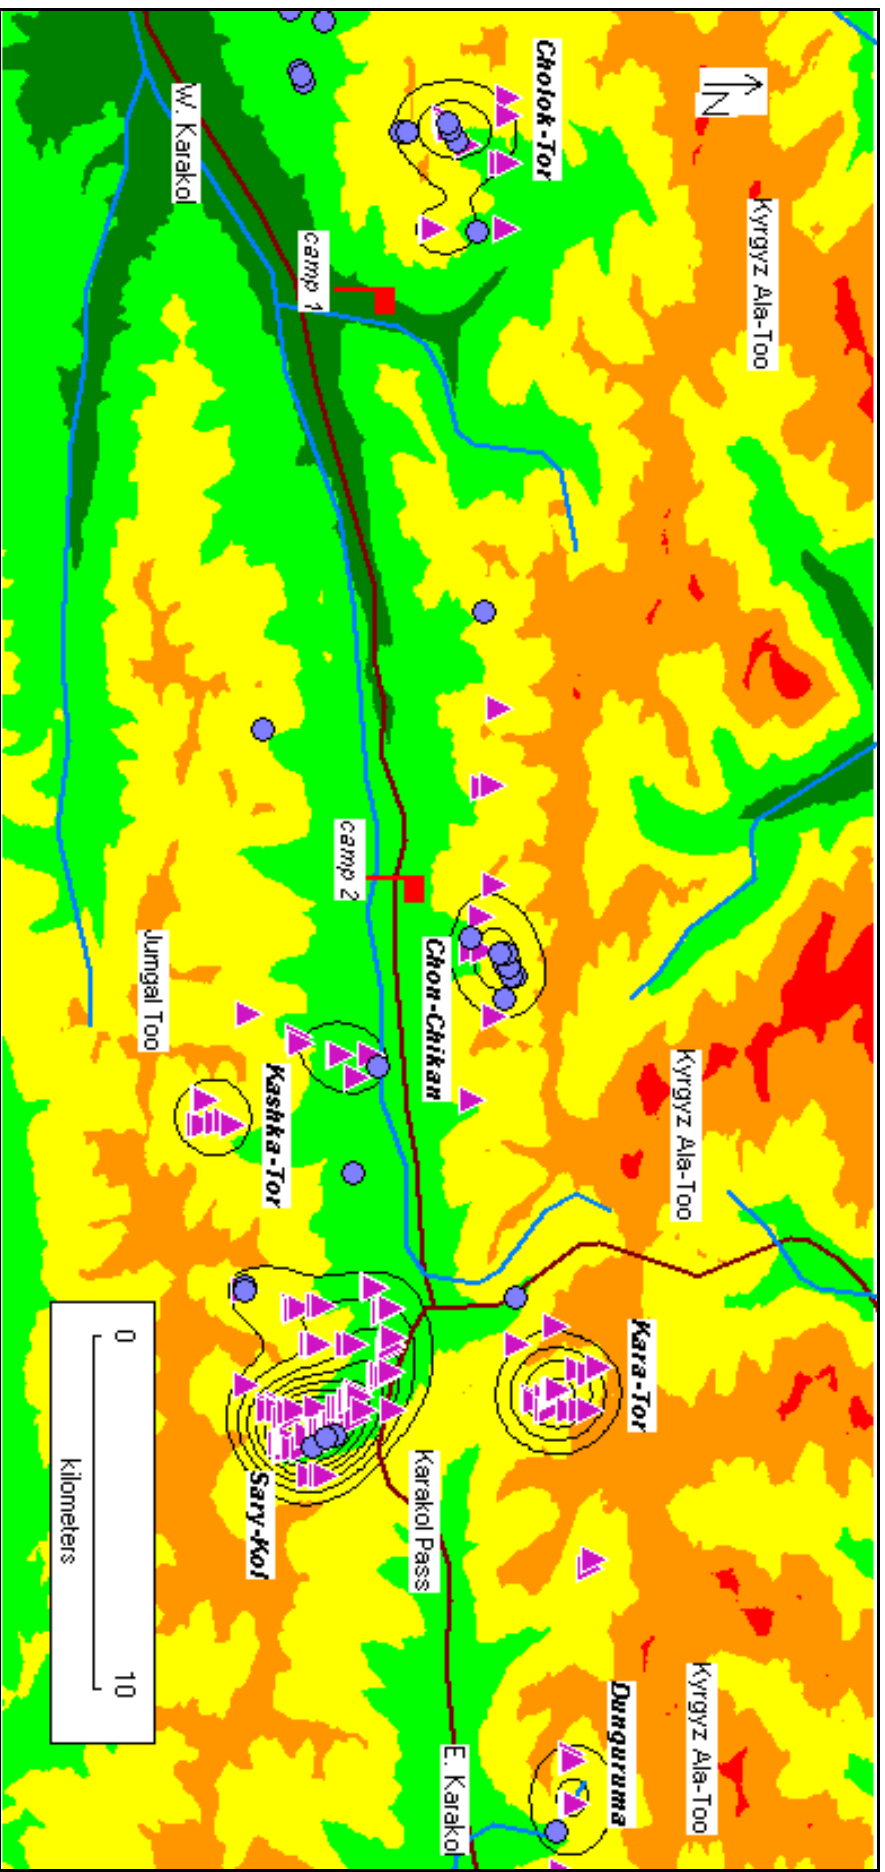 Kyrgyz Ala-Too
N
Kyrgyz Ala-Too
Kyrgyz Ala-Too
Kara-Tor
Dunguruma
Cholok-Tor
E. Karakol
Chon-Chikan
Karakol Pass
camp 2
camp 1
Kashka-Tor
Sary-Kol
W. Karakol
Jumgal Too
0 10
kilometers